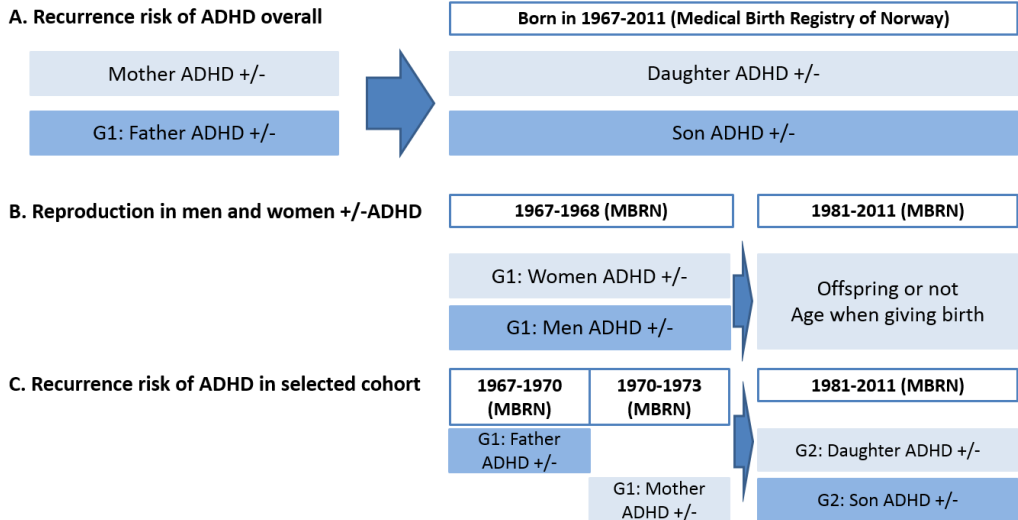 A. Recurrence risk of ADHD overall
Born in 1967-2011 (Medical Birth Registry of Norway)
Mother ADHD +/-
Daughter ADHD +/-
G1: Father ADHD +/-
Son ADHD +/-
B. Reproduction in men and women +/-ADHD
1967-1968 (MBRN)
1981-2011 (MBRN)
G1: Women ADHD +/-
G1: Men ADHD +/-
Offspring or not
Age when giving birth
C. Recurrence risk of ADHD in selected cohort
1967-1970
(MBRN)
1970-1973
(MBRN)
1981-2011 (MBRN)
G1: Father
ADHD +/-
G1: Mother
ADHD +/-
G2: Daughter ADHD +/-
G2: Son ADHD +/-